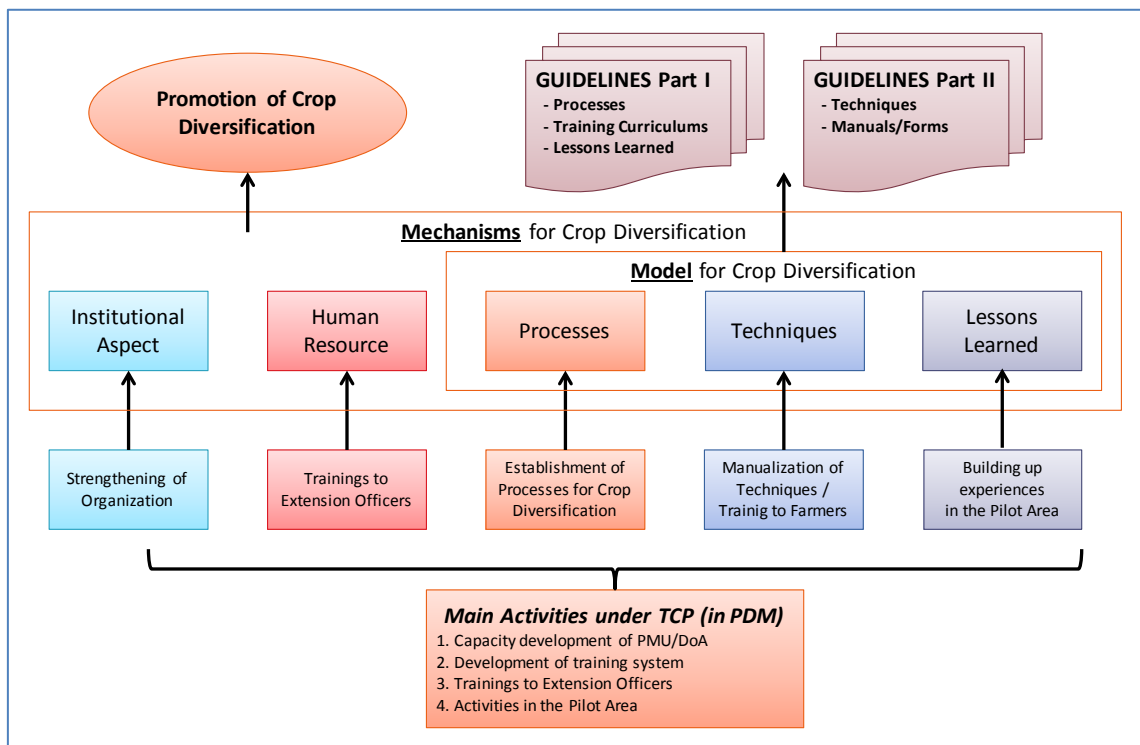 Promotion of Crop
Diversification
GUIDELINES Part I
- Processes
- Training Curriculums
- Lessons Learned
GUIDELINES Part II
- Techniques
- Manuals/Forms
Mechanisms for Crop Diversification
Model for Crop Diversification
Institutional
Aspect
Human
Resource
Processes
Techniques
Lessons
Learned
Strengthening of
Organization
Trainings to
Extension Officers
Establishment of
Processes for Crop
Diversification
Manualization of
Techniques /
Trainig to Farmers
Building up
experiences
in the Pilot Area
Main Activities under TCP (in PDM)
1. Capacity development of PMU/DoA
2. Development of training system
3. Trainings to Extension Officers
4. Activities in the Pilot Area